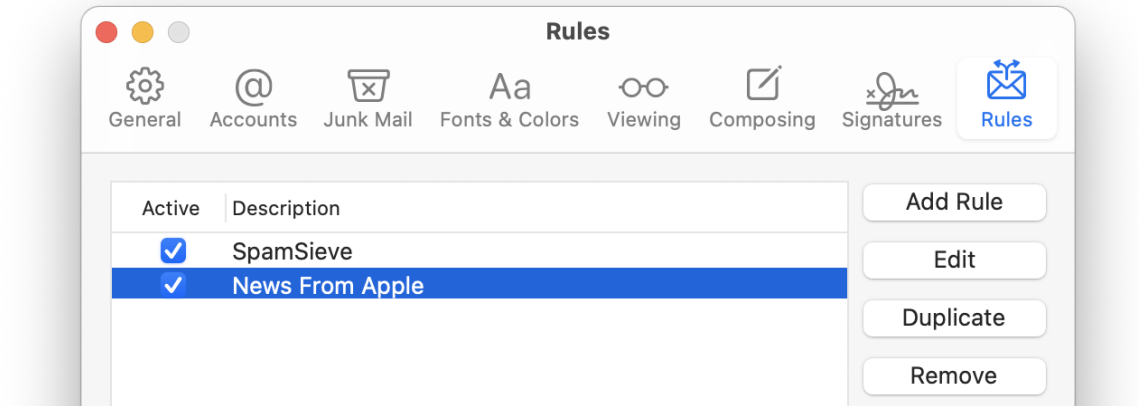 Rules
General Accounts Junk Mail Fonts & Colors Viewing Composing Signatures Rules
Active Description
Add Rule
SpamSieve
Edit
News From Apple
Duplicate
Remove